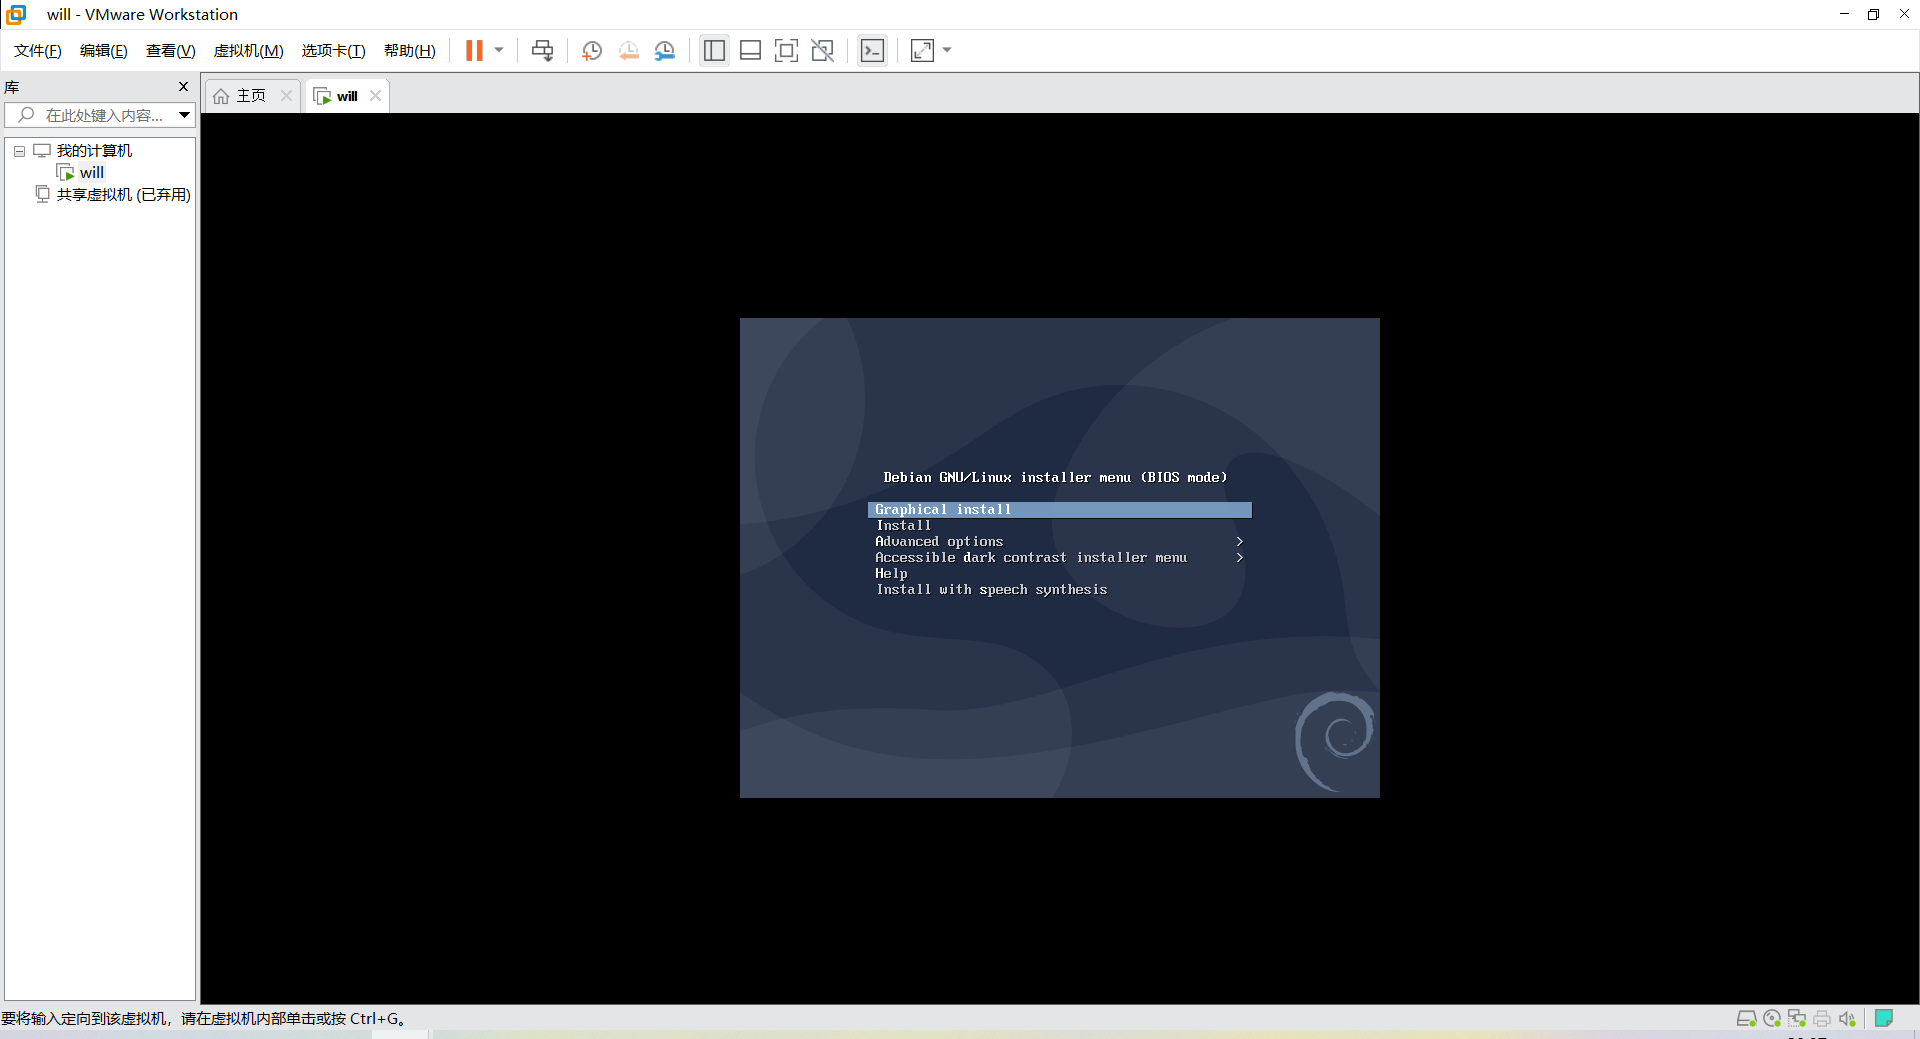 will - VMware Workstation
文件(F) 编辑(E) 查看(V) 虚拟机(M) 选项卡(T) 帮助(H)
库
主页
will
在此处键入内容...
我的计算机
will
共享虚拟机 (已弃用)
Debian GNU/Linux installer menu (BIOS mode)
Graphical install
Install
Advanced options >
Accessible dark contrast installer menu >
Help
Install with speech synthesis
要将输入定向到该虚拟机，请在虚拟机内部单击或按 Ctrl+G。